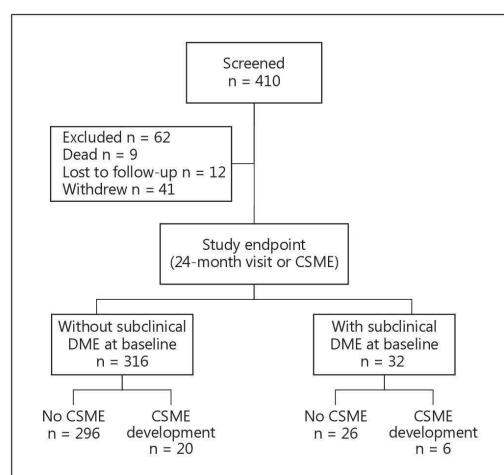 Screened
n = 410
Excluded n = 62
Dead n = 9
Lost to follow-up n = 12
Withdrew n = 41
Study endpoint
(24-month visit or CSME)
Without subclinical
DME at baseline
n = 316
With subclinical
DME at baseline
n = 32
No CSME
n = 296
CSME
development
n = 20
No CSME
n = 26
CSME
development
n = 6